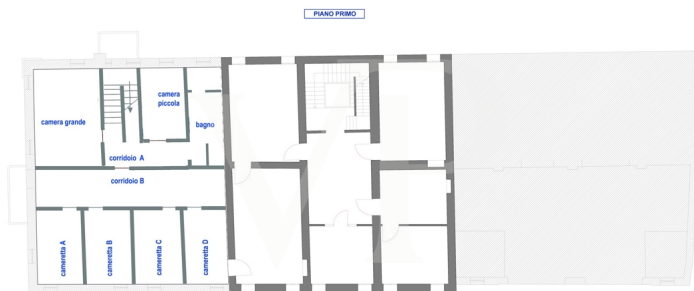 PIANO PRIMO
camera grande
camera
piccola
bagno
corridoio A
corridoio B
cameretta A
cameretta B
cameretta C
cameretta D